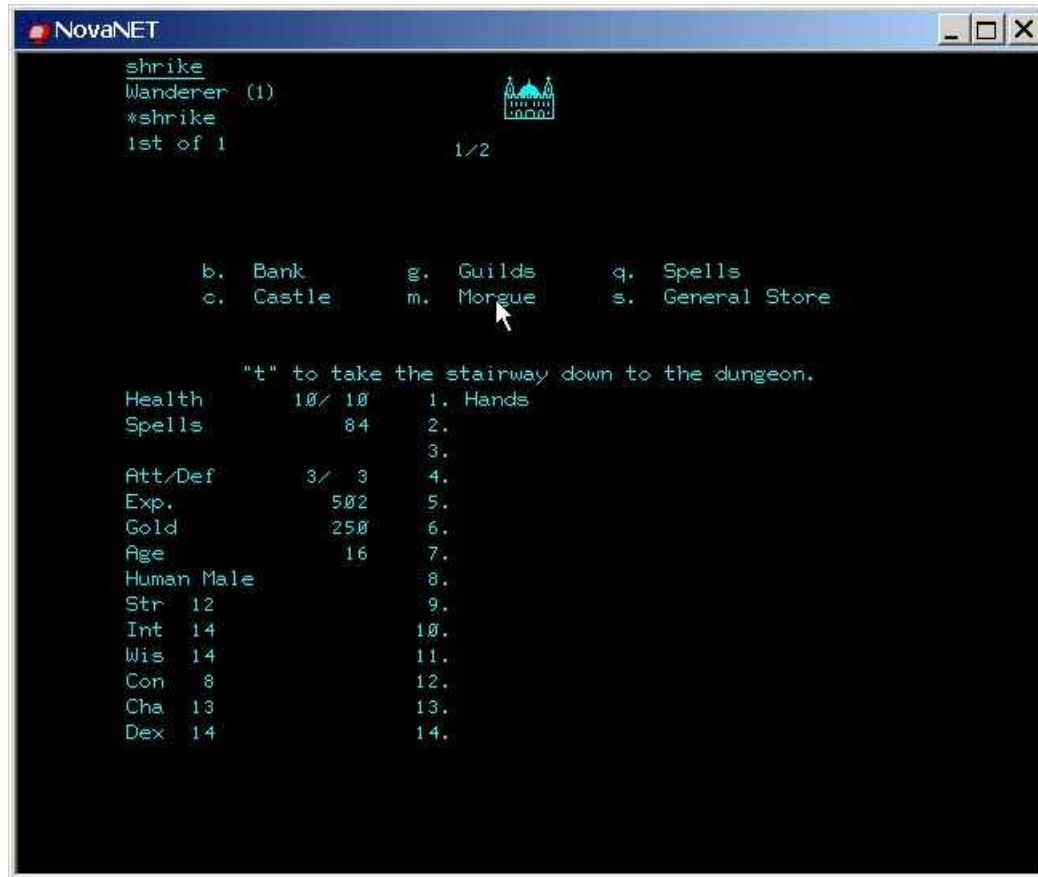 NovaNET
shrike
Wanderer (1)
*shrike
1st of 1
1/2
b. Bank g. Guilds q. Spells
c. Castle m. Morgue s. General Store
"t" to take the stairway down to the dungeon.
Health 10/ 10 1. Hands
Spells 84 2.
3.
Att/Def 3/ 3 4.
Exp. 502 5.
Gold 250 6.
Age 16 7.
Human Male 8.
Str 12 9.
Int 14 10.
Wis 14 11.
Con 8 12.
Cha 13 13.
Dex 14 14.